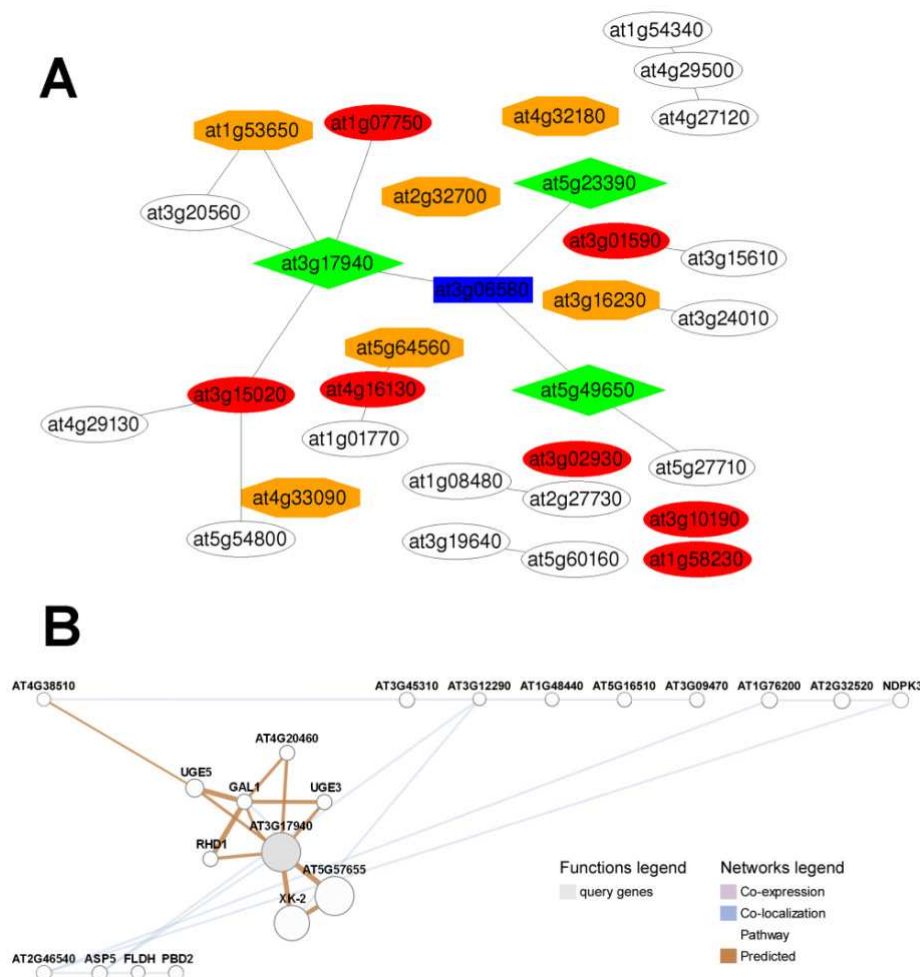 A
at1g54340
at4g29500
at4g27120
at1g53650
at1g07750
at4g32180
at5g23390
at2g32700
at3g20560
at3g01590
at3g15610
at3g17940
at3g06580
at3g16230
at3g24010
at5g64560
at3g15020
at4g16130
at5g49650
at4g29130
at1g01770
at3g02930
at5g27710
at1g08480
at4g33090
at2g27730
at3g10190
at5g54800
at3g19640
at5g60160
at1g58230
B
AT4G38510
AT3G45310
AT3G12290
AT1G48440
AT5G16510
AT3G09470
AT1G76200
AT2G32520
NDPK3
AT4G20460
UGE5
GAL1
UGE3
AT3G17940
RHD1
AT5G57655
XK-2
Functions legend
query genes
Networks legend
Co-expression
Co-localization
Pathway
Predicted
AT2G46540
ASP5
FLDH
PBD2